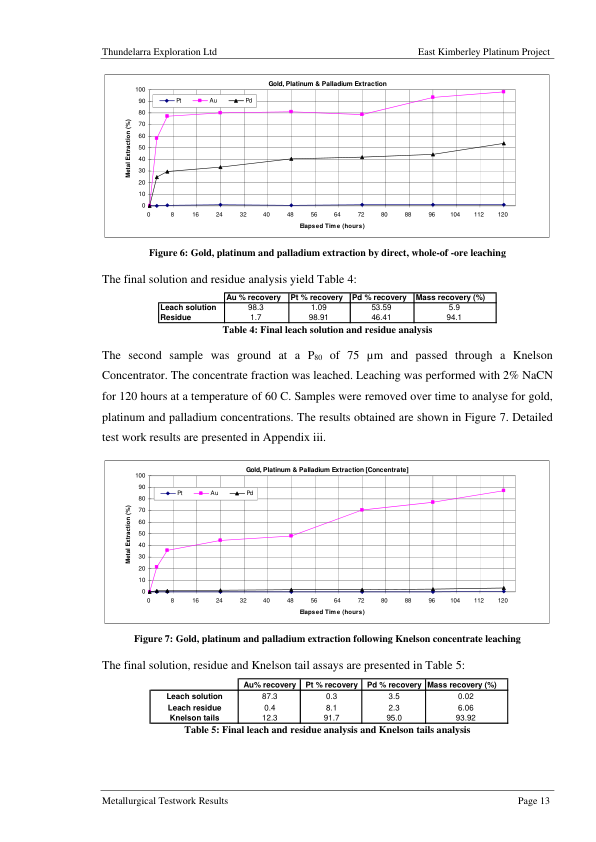 Thundelarra Exploration Ltd East Kimberley Platinum Project
Gold, Platinum & Palladium Extraction
100
90
80
70
60
50
40
30
20
10
0
Metal Extraction (%)
Pt Au Pd
0 8 16 24 32 40 48 56 64 72 80 88 96 104 112 120
Elapsed Time (hours)
Figure 6: Gold, platinum and palladium extraction by direct, whole-of -ore leaching
The final solution and residue analysis yield Table 4:
Au % recovery Pt % recovery Pd % recovery Mass recovery (%)
Leach solution 98.3 1.09 53.59 5.9
Residue 1.7 98.91 46.41 94.1
Table 4: Final leach solution and residue analysis
The second sample was ground at a P80 of 75 µm and passed through a Knelson
Concentrator. The concentrate fraction was leached. Leaching was performed with 2% NaCN
for 120 hours at a temperature of 60 C. Samples were removed over time to analyse for gold,
platinum and palladium concentrations. The results obtained are shown in Figure 7. Detailed
test work results are presented in Appendix iii.
Gold, Platinum & Palladium Extraction [Concentrate]
100
90
80
70
60
50
40
30
20
10
0
Metal Extraction (%)
Pt Au Pd
0 8 16 24 32 40 48 56 64 72 80 88 96 104 112 120
Elapsed Time (hours)
Figure 7: Gold, platinum and palladium extraction following Knelson concentrate leaching
The final solution, residue and Knelson tail assays are presented in Table 5:
Au% recovery Pt % recovery Pd % recovery Mass recovery (%)
Leach solution 87.3 0.3 3.5 0.02
Leach residue 0.4 8.1 2.3 6.06
Knelson tails 12.3 91.7 95.0 93.92
Table 5: Final leach and residue analysis and Knelson tails analysis
Metallurgical Testwork Results Page 13